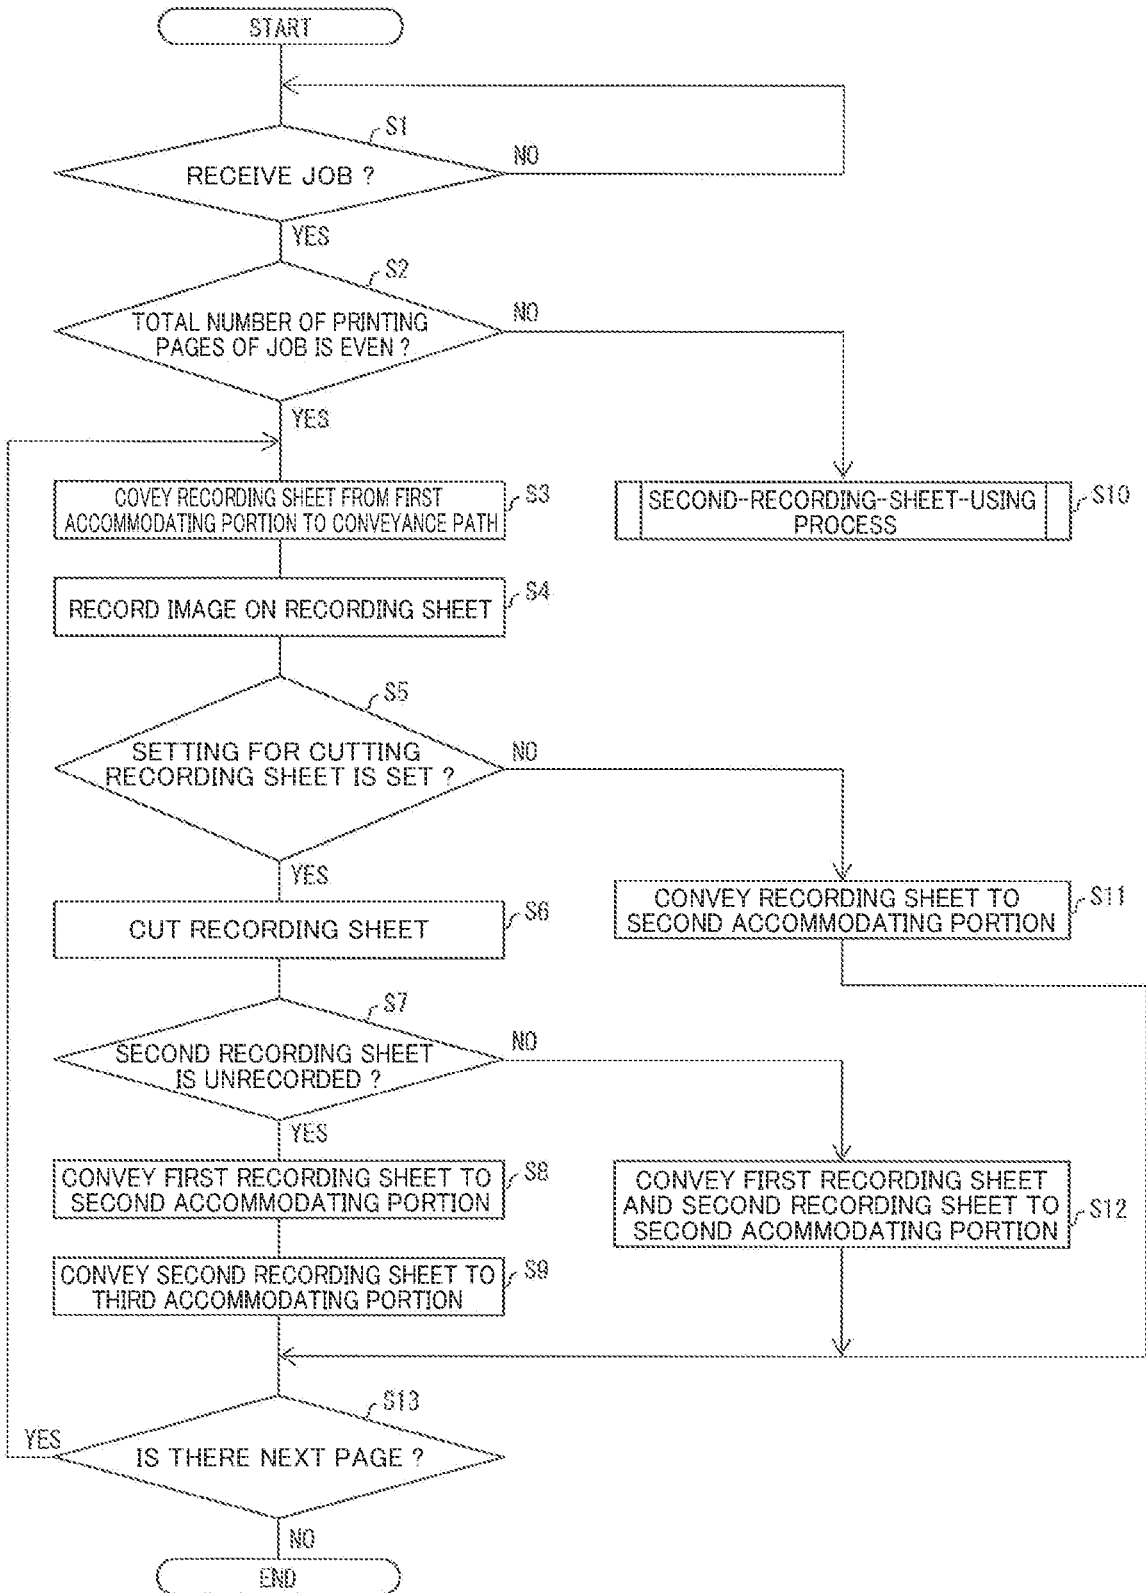 START
S1
RECEIVE JOB ?
NO
YES
S2
TOTAL NUMBER OF PRINTING
PAGES OF JOB IS EVEN ?
NO
YES
COVEY RECORDING SHEET FROM FIRST
ACCOMMODATING PORTION TO CONVEYANCE PATH
S3
SECOND-RECORDING-SHEET-USING
PROCESS
S10
RECORD IMAGE ON RECORDING SHEET
S4
S5
SETTING FOR CUTTING
RECORDING SHEET IS SET ?
NO
YES
CUT RECORDING SHEET
S6
CONVEY RECORDING SHEET TO
SECOND ACCOMMODATING PORTION
S11
S7
SECOND RECORDING SHEET
IS UNRECORDED ?
NO
YES
CONVEY FIRST RECORDING SHEET TO
SECOND ACCOMMODATING PORTION
S8
CONVEY FIRST RECORDING SHEET
AND SECOND RECORDING SHEET TO
SECOND ACOMMODATING PORTION
S12
CONVEY SECOND RECORDING SHEET TO
THIRD ACCOMMODATING PORTION
S9
S13
IS THERE NEXT PAGE ?
YES
NO
END